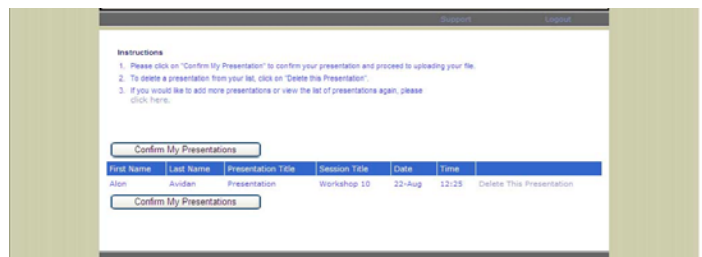 Support Logout
Instructions
1. Please click on "Confirm My Presentation" to confirm your presentation and proceed to uploading your file.
2. To delete a presentation from your list, click on "Delete this Presentation".
3. If you would like to add more presentations or view the list of presentations again, please
click here.
Confirm My Presentations
First Name Last Name Presentation Title Session Title Date Time
Alon Avidan Presentation Workshop 10 22-Aug 12:25 Delete This Presentation
Confirm My Presentations